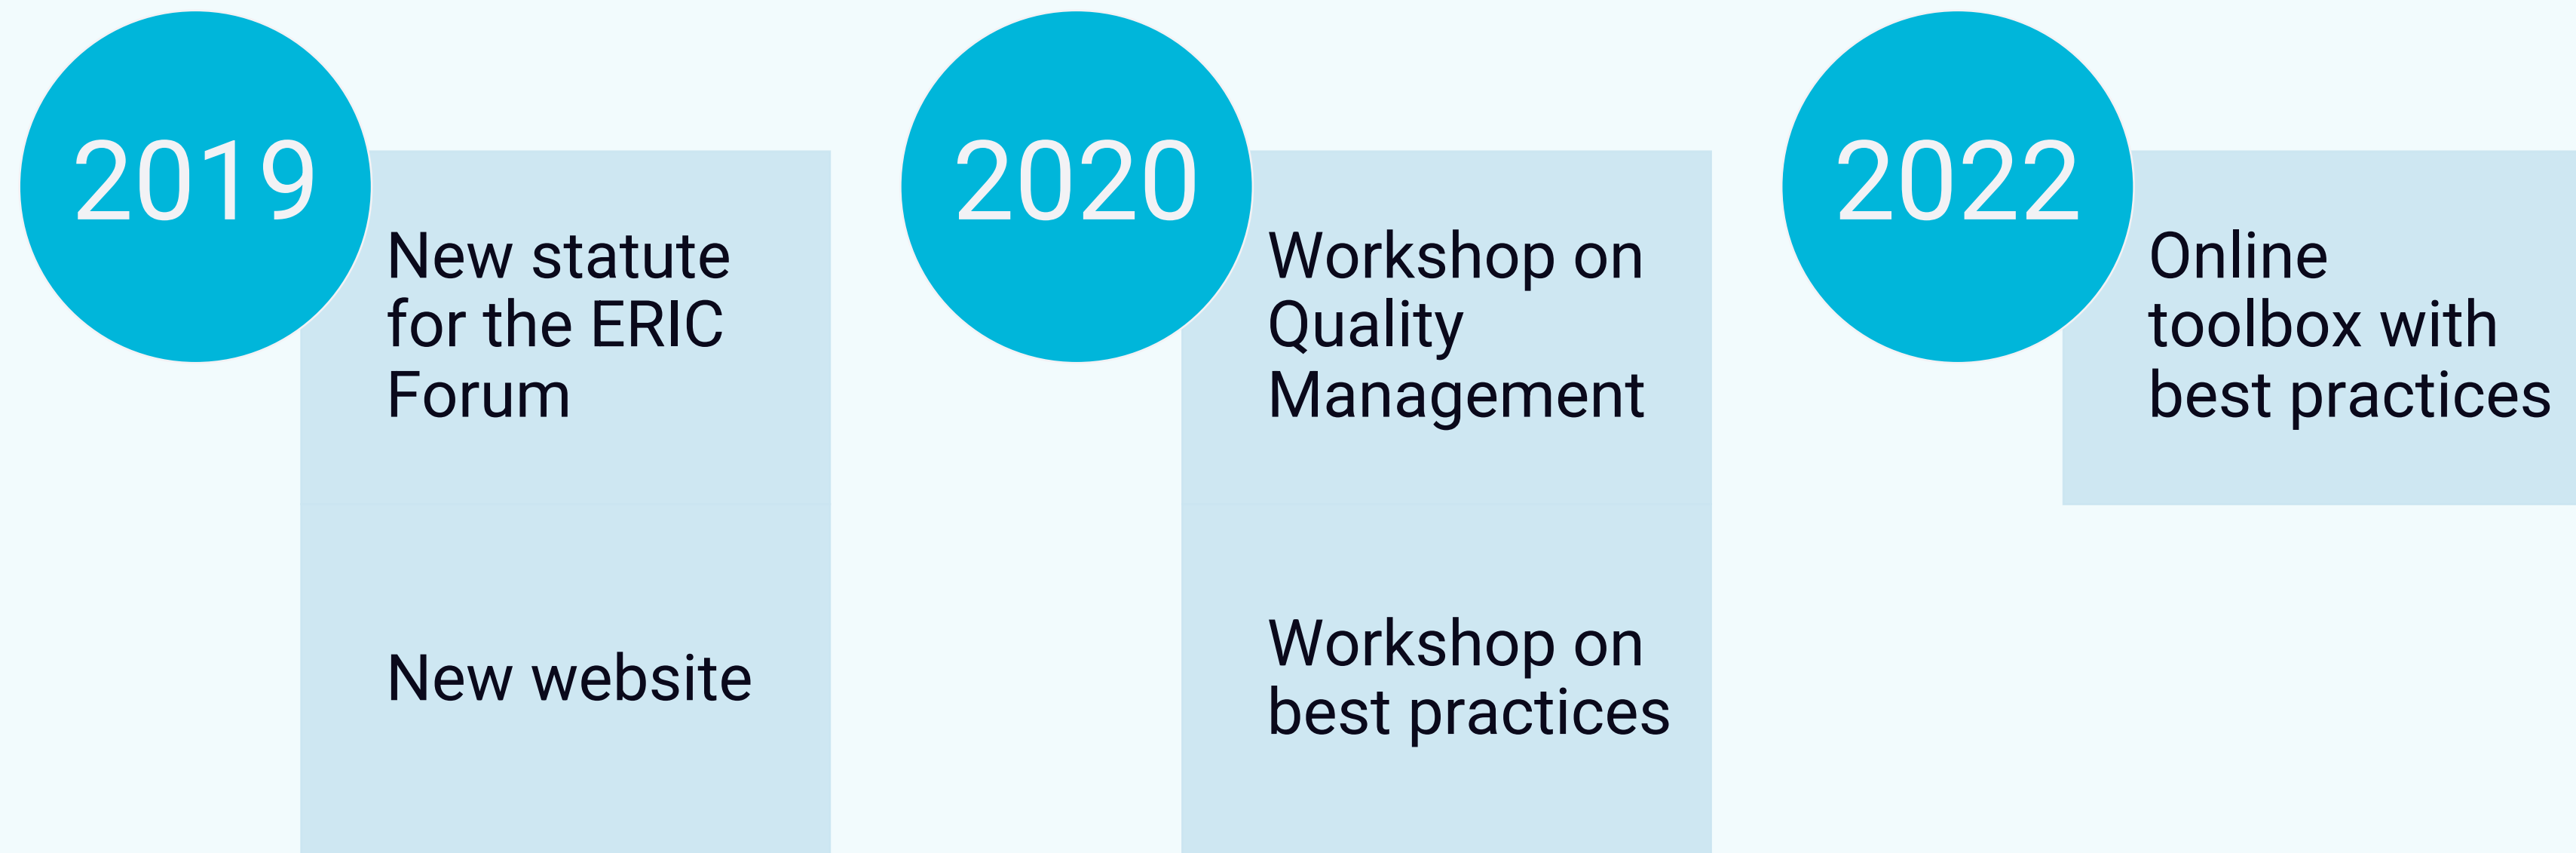 2019
New statute
for the ERIC
Forum
New website
2020
Workshop on
Quality
Management
Workshop on
best practices
2022
Online
toolbox with
best practices